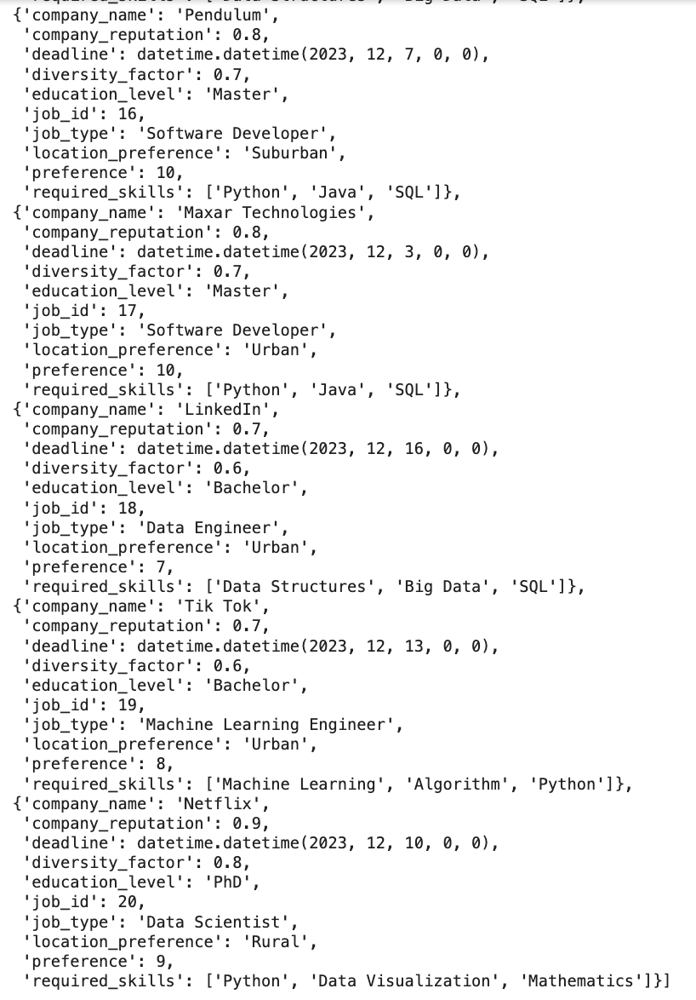 {'company_name': 'Pendulum',
'company_reputation': 0.8,
'deadline': datetime.datetime(2023, 12, 7, 0, 0),
'diversity_factor': 0.7,
'education_level': 'Master',
'job_id': 16,
'job_type': 'Software Developer',
'location_preference': 'Suburban',
'preference': 10,
'required_skills': ['Python', 'Java', 'SQL']},
{'company_name': 'Maxar Technologies',
'company_reputation': 0.8,
'deadline': datetime.datetime(2023, 12, 3, 0, 0),
'diversity_factor': 0.7,
'education_level': 'Master',
'job_id': 17,
'job_type': 'Software Developer',
'location_preference': 'Urban',
'preference': 10,
'required_skills': ['Python', 'Java', 'SQL']},
{'company_name': 'LinkedIn',
'company_reputation': 0.7,
'deadline': datetime.datetime(2023, 12, 16, 0, 0),
'diversity_factor': 0.6,
'education_level': 'Bachelor',
'job_id': 18,
'job_type': 'Data Engineer',
'location_preference': 'Urban',
'preference': 7,
'required_skills': ['Data Structures', 'Big Data', 'SQL']},
{'company_name': 'Tik Tok',
'company_reputation': 0.7,
'deadline': datetime.datetime(2023, 12, 13, 0, 0),
'diversity_factor': 0.6,
'education_level': 'Bachelor',
'job_id': 19,
'job_type': 'Machine Learning Engineer',
'location_preference': 'Urban',
'preference': 8,
'required_skills': ['Machine Learning', 'Algorithm', 'Python']},
{'company_name': 'Netflix',
'company_reputation': 0.9,
'deadline': datetime.datetime(2023, 12, 10, 0, 0),
'diversity_factor': 0.8,
'education_level': 'PhD',
'job_id': 20,
'job_type': 'Data Scientist',
'location_preference': 'Rural',
'preference': 9,
'required_skills': ['Python', 'Data Visualization', 'Mathematics']}]